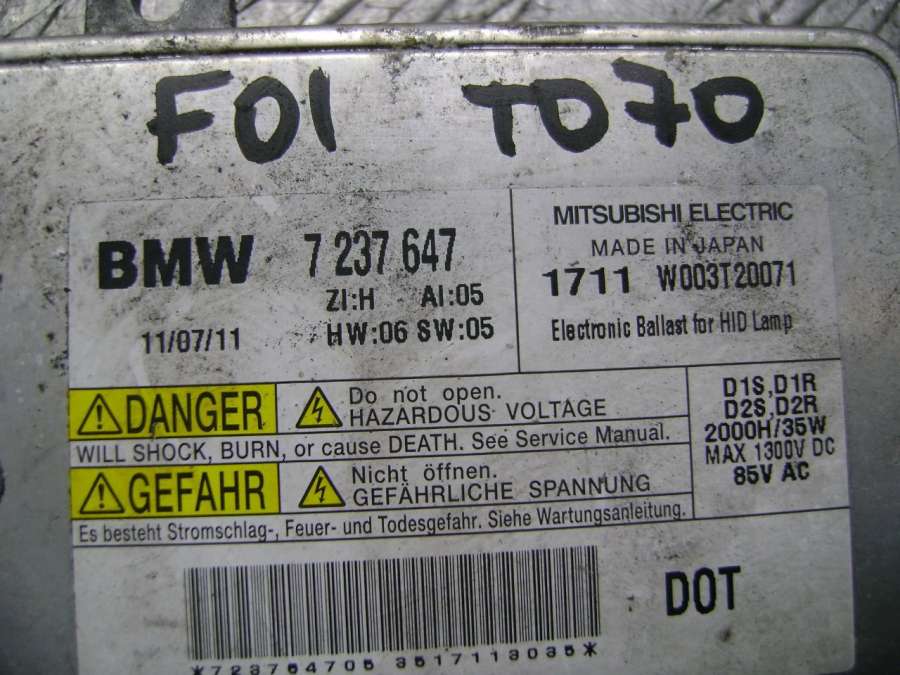 F01 T070
BMW 7 237 647
ZI:H AI:05
11/07/11 HW:06 SW:05
MITSUBISHI ELECTRIC
MADE IN JAPAN
1711 W003T20071
Electronic Ballast for HID Lamp
DANGER
Do not open.
HAZARDOUS VOLTAGE
WILL SHOCK, BURN, or cause DEATH. See Service Manual.
GEFAHR
Nicht öffnen.
GEFÄHRLICHE SPANNUNG
Es besteht Stromschlag-, Feuer- und Todesgefahr. Siehe Wartungsanleitung.
D1S,D1R
D2S,D2R
2000H/35W
MAX 1300V DC
85V AC
DOT
*723764705 3517113035*